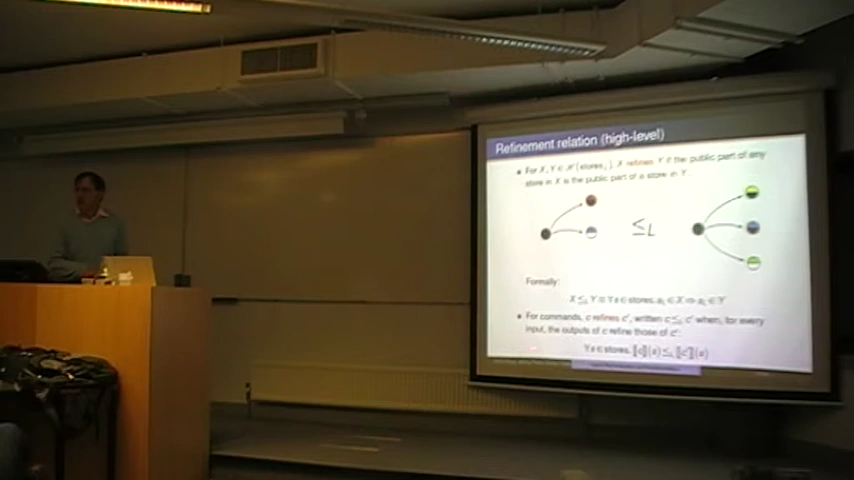 Refinement relation (high-level)
For X, Y ∈ (stores ). X refines Y if the public part of any
store in X is the public part of a store in Y.
≤L
Formally:
X ≤L Y ≡ ∀s ∈ stores. ∈ X ⇒ ∈ Y
For commands, c refines c', written c ≤L c' when, for every
input, the outputs of c refine those of c':
∀s ∈ stores. ⟦c⟧(s) ≤L ⟦c'⟧(s)